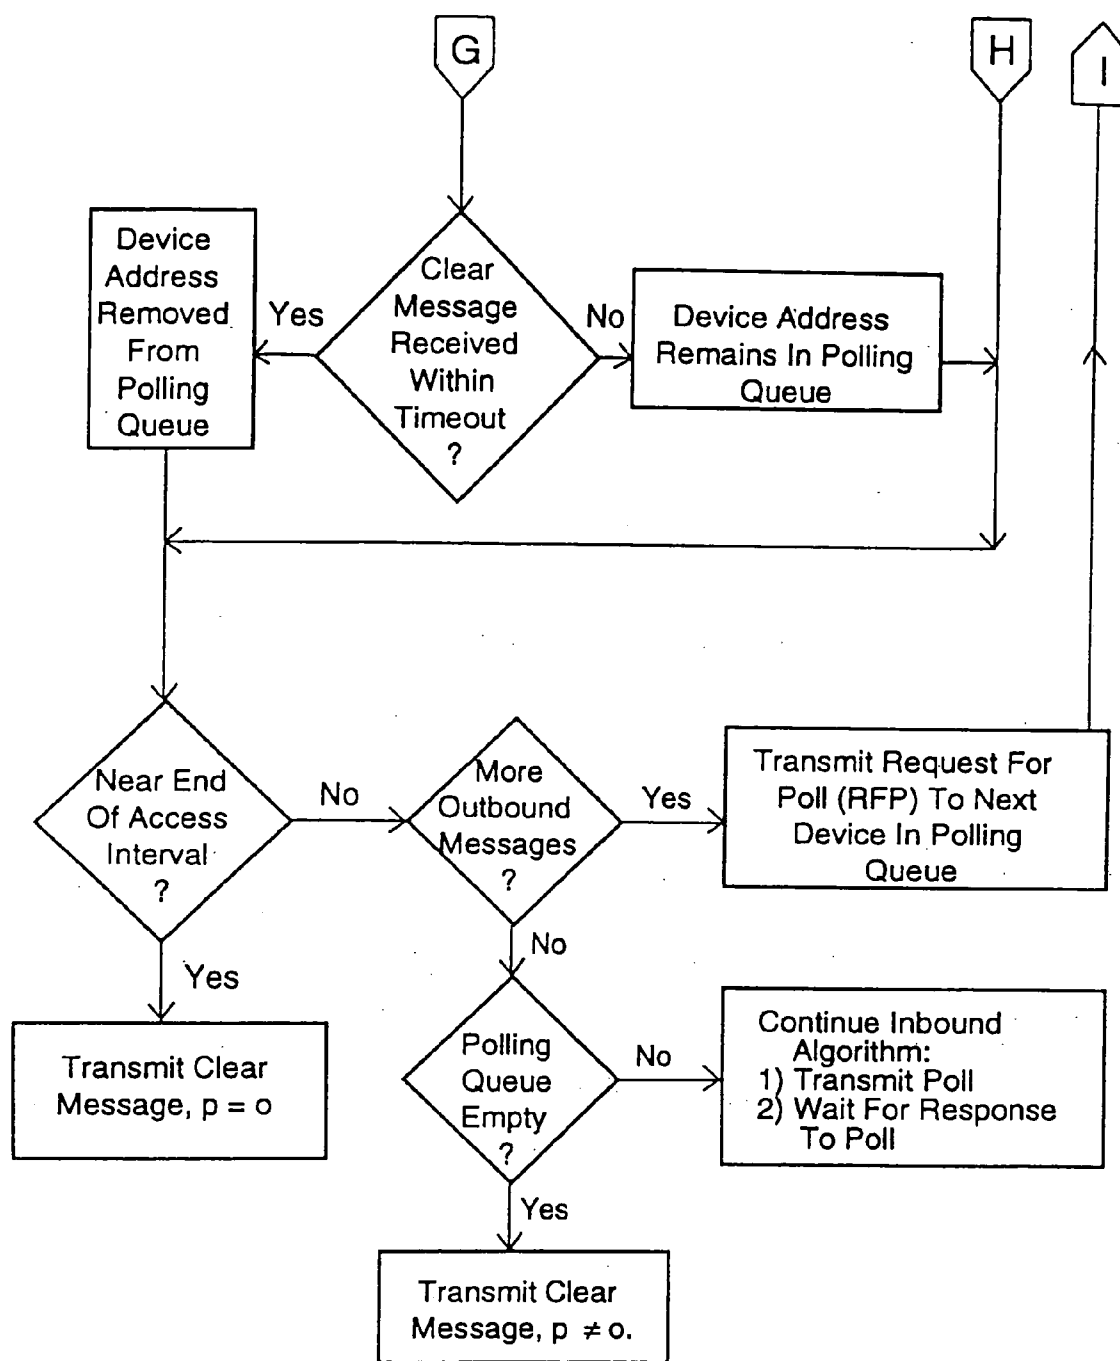 G
H
I
Device
Address
Removed
From
Polling
Queue
Yes
Clear
Message
Received
Within
Timeout
?
No
Device Address
Remains In Polling
Queue
Near End
Of Access
Interval
?
No
More
Outbound
Messages
?
Yes
Transmit Request For
Poll (RFP) To Next
Device In Polling
Queue
Yes
No
Transmit Clear
Message, p = o
Polling
Queue
Empty
?
No
Continue Inbound
Algorithm:
1) Transmit Poll
2) Wait For Response
To Poll
Yes
Transmit Clear
Message, p ≠ o.